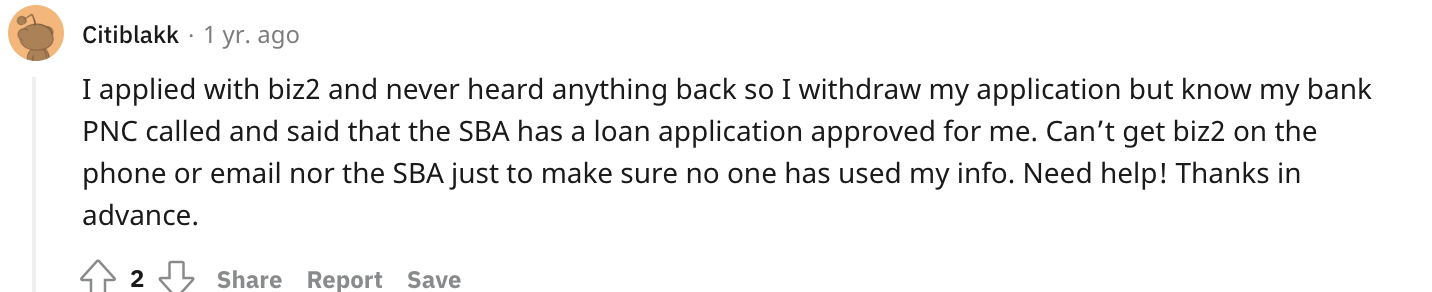 Citiblakk · 1 yr. ago
I applied with biz2 and never heard anything back so I withdraw my application but know my bank
PNC called and said that the SBA has a loan application approved for me. Can’t get biz2 on the
phone or email nor the SBA just to make sure no one has used my info. Need help! Thanks in
advance.
2 Share Report Save